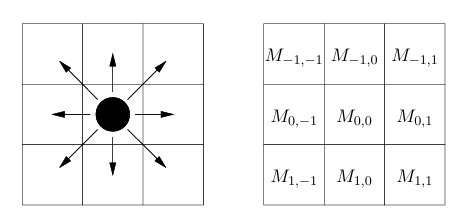 M_{-1,-1} M_{-1,0} M_{-1,1}
M_{0,-1} M_{0,0} M_{0,1}
M_{1,-1} M_{1,0} M_{1,1}